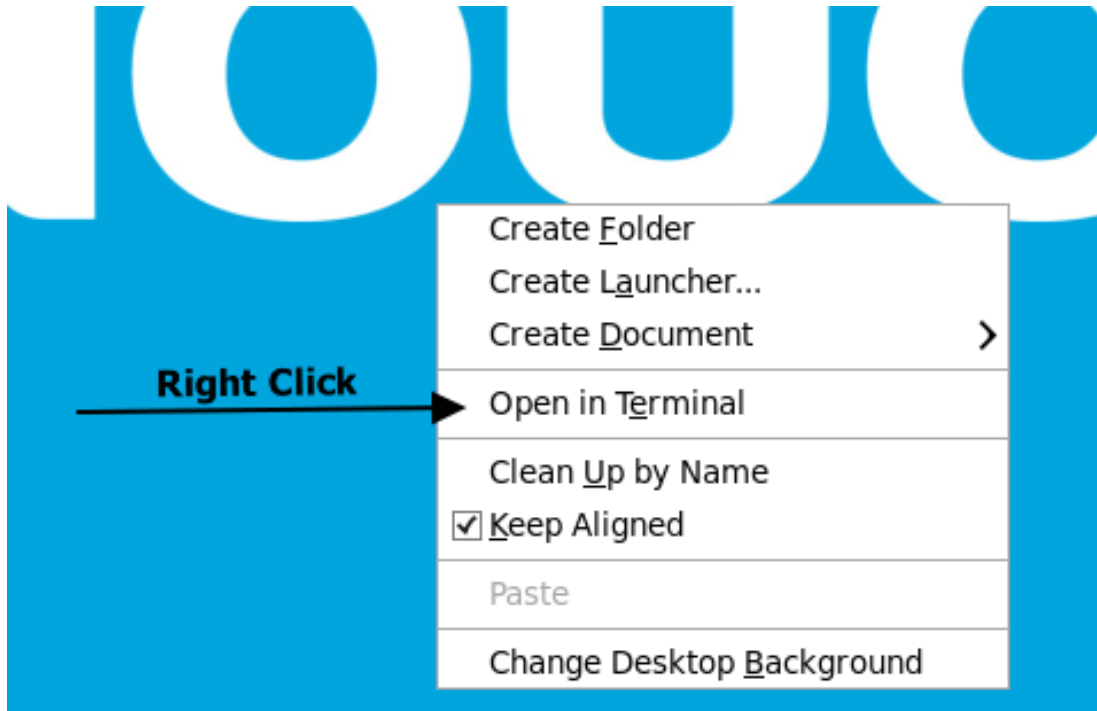 Create Folder
Create Launcher...
Create Document
Right Click
Open in Terminal
Clean Up by Name
Keep Aligned
Paste
Change Desktop Background